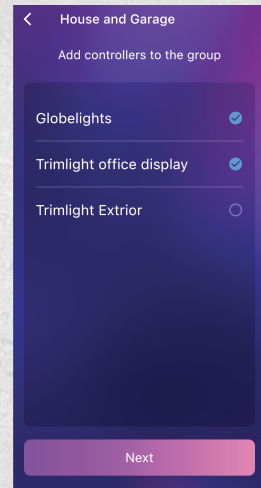 House and Garage
Add controllers to the group
Globelights
Trimlight office display
Trimlight Extrior
Next